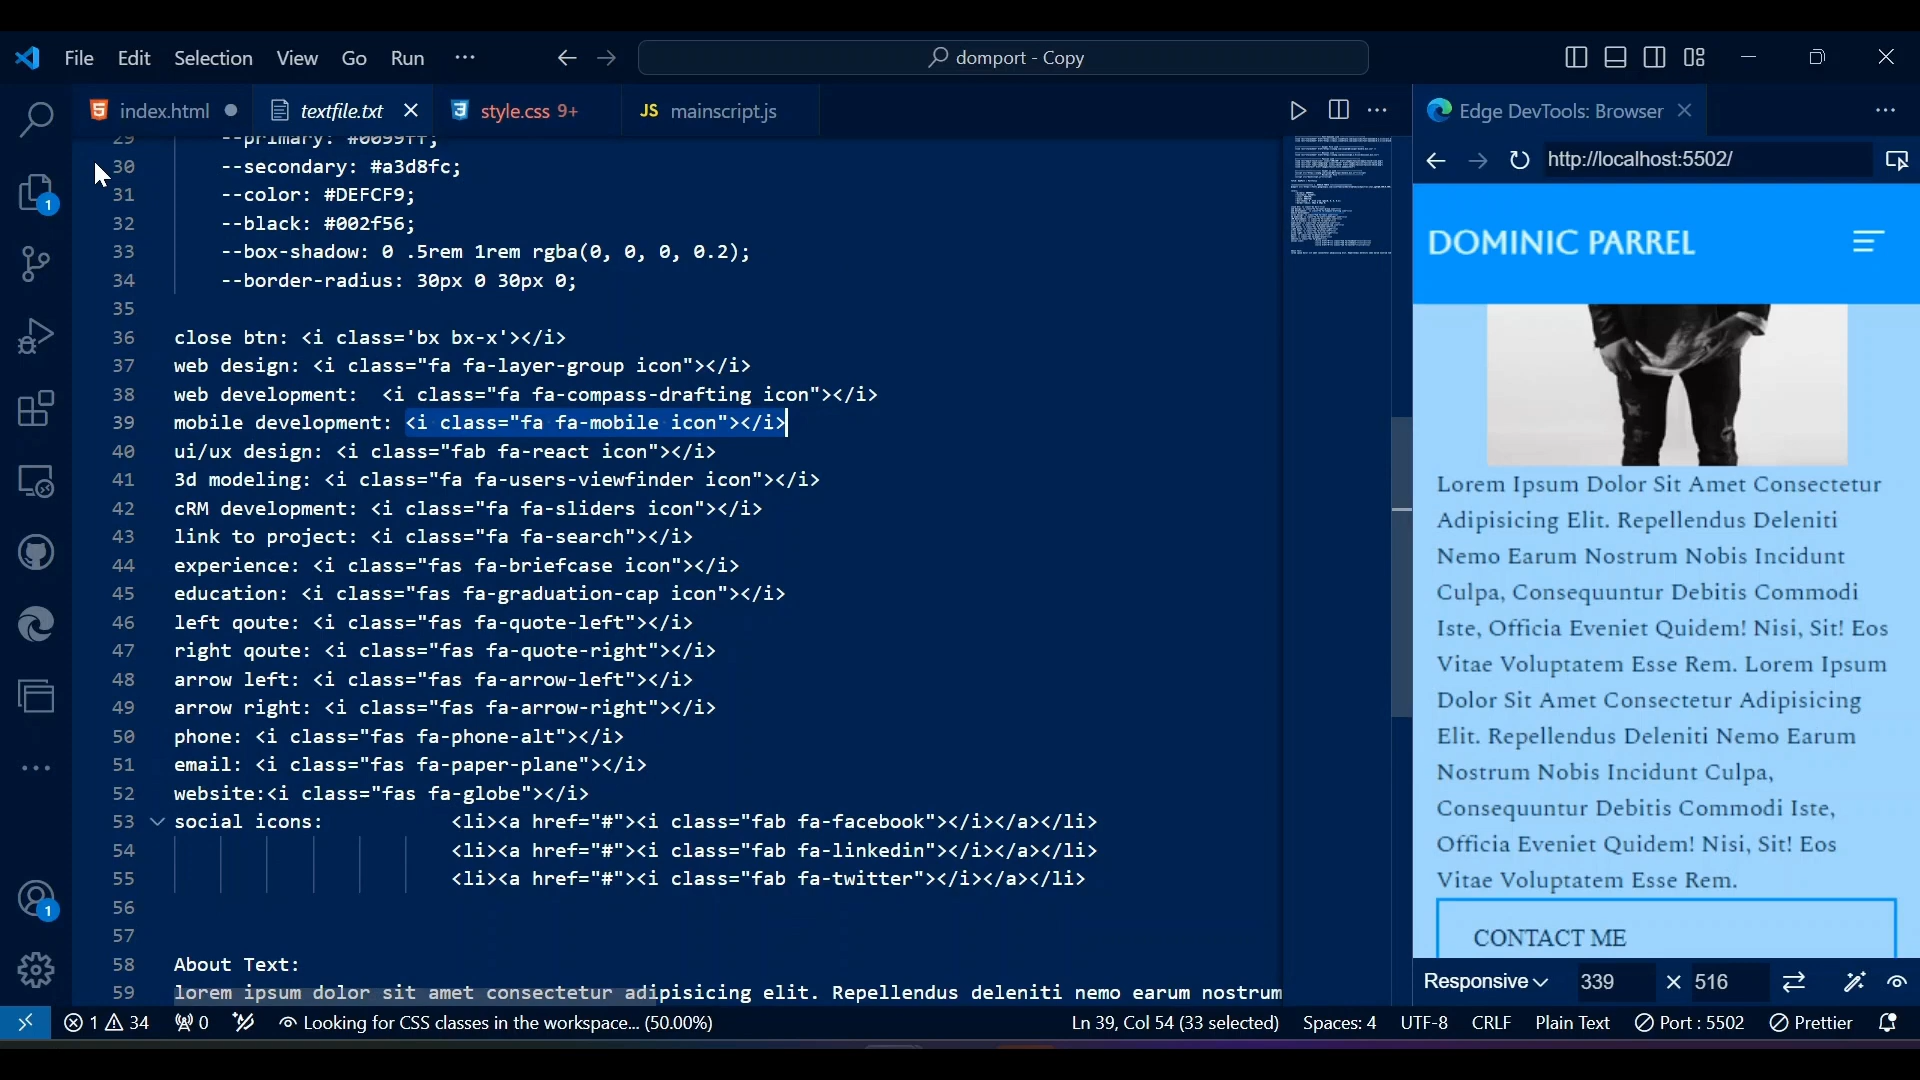 File Edit Selection View Go Run ··· domport - Copy
index.html textfile.txt style.css 9+ JS mainscript.js
Edge DevTools: Browser
http://localhost:5502/
29 --primary: #0099ff;
30 --secondary: #a3d8fc;
31 --color: #DEFCF9;
32 --black: #002f56;
33 --box-shadow: 0 .5rem 1rem rgba(0, 0, 0, 0.2);
34 --border-radius: 30px 0 30px 0;
35
36 close btn: <i class='bx bx-x'></i>
37 web design: <i class="fa fa-layer-group icon"></i>
38 web development:  <i class="fa fa-compass-drafting icon"></i>
39 mobile development: <i class="fa fa-mobile icon"></i>
40 ui/ux design: <i class="fab fa-react icon"></i>
41 3d modeling: <i class="fa fa-users-viewfinder icon"></i>
42 cRM development: <i class="fa fa-sliders icon"></i>
43 link to project: <i class="fa fa-search"></i>
44 experience: <i class="fas fa-briefcase icon"></i>
45 education: <i class="fas fa-graduation-cap icon"></i>
46 left qoute: <i class="fas fa-quote-left"></i>
47 right qoute: <i class="fas fa-quote-right"></i>
48 arrow left: <i class="fas fa-arrow-left"></i>
49 arrow right: <i class="fas fa-arrow-right"></i>
50 phone: <i class="fas fa-phone-alt"></i>
51 email: <i class="fas fa-paper-plane"></i>
52 website:<i class="fas fa-globe"></i>
53 social icons: <li><a href="#"><i class="fab fa-facebook"></i></a></li>
54 <li><a href="#"><i class="fab fa-linkedin"></i></a></li>
55 <li><a href="#"><i class="fab fa-twitter"></i></a></li>
56
57
58 About Text:
59 lorem ipsum dolor sit amet consectetur adipisicing elit. Repellendus deleniti nemo earum nostrum
DOMINIC PARREL
Lorem Ipsum Dolor Sit Amet Consectetur
Adipisicing Elit. Repellendus Deleniti
Nemo Earum Nostrum Nobis Incidunt
Culpa, Consequuntur Debitis Commodi
Iste, Officia Eveniet Quidem! Nisi, Sit! Eos
Vitae Voluptatem Esse Rem. Lorem Ipsum
Dolor Sit Amet Consectetur Adipisicing
Elit. Repellendus Deleniti Nemo Earum
Nostrum Nobis Incidunt Culpa,
Consequuntur Debitis Commodi Iste,
Officia Eveniet Quidem! Nisi, Sit! Eos
Vitae Voluptatem Esse Rem.
CONTACT ME
Responsive 339 × 516
1
1
1 34 0 Looking for CSS classes in the workspace... (50.00%) Ln 39, Col 54 (33 selected) Spaces: 4 UTF-8 CRLF Plain Text Port : 5502 Prettier